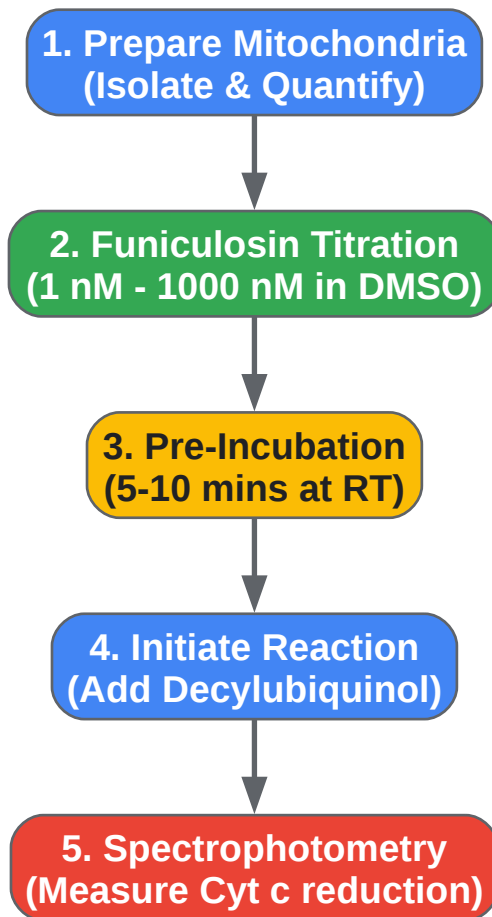 1. Prepare Mitochondria
(Isolate & Quantify)
2. Funiculosin Titration
(1 nM - 1000 nM in DMSO)
3. Pre-Incubation
(5-10 mins at RT)
4. Initiate Reaction
(Add Decylubiquinol)
5. Spectrophotometry
(Measure Cyt c reduction)